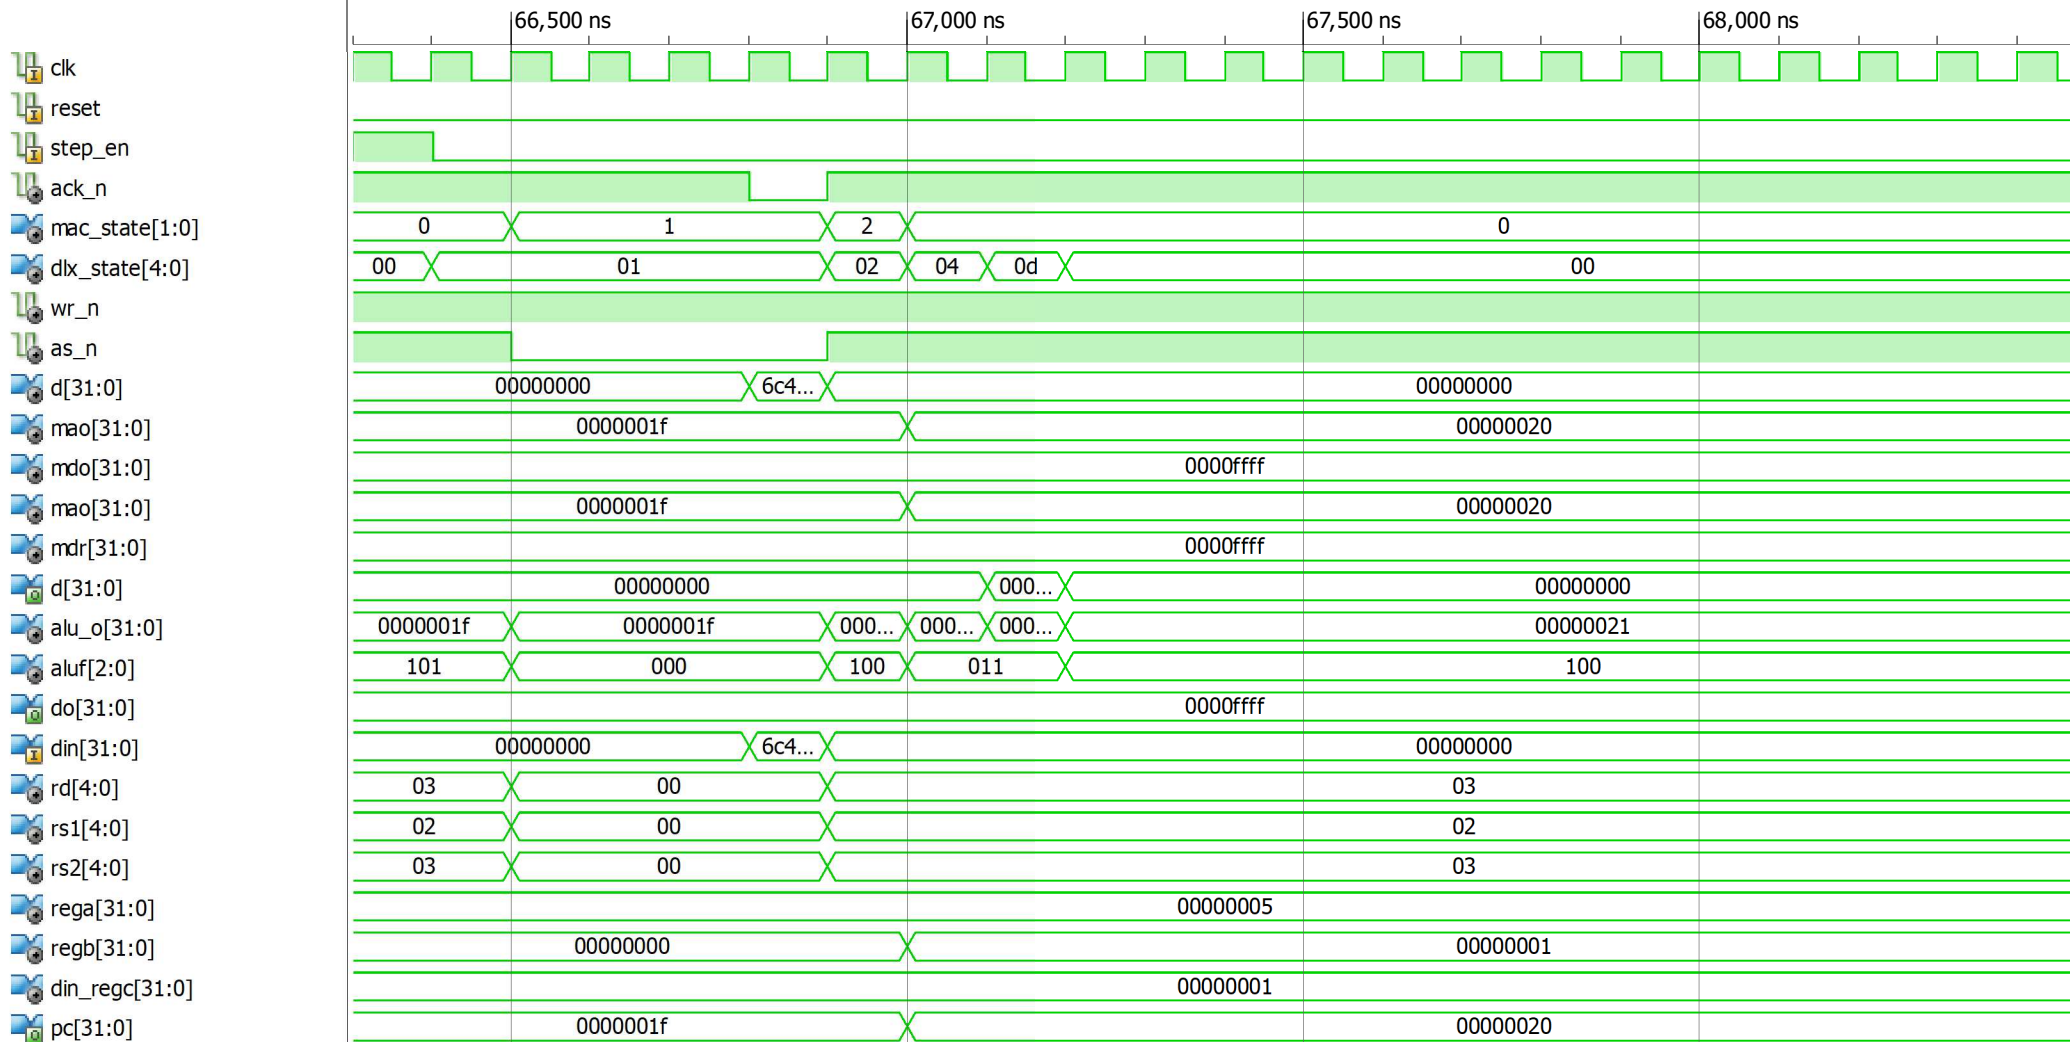 66,500 ns 67,000 ns 67,500 ns 68,000 ns
clk
reset
step_en
ack_n
mac_state[1:0] 0 1 2 0
dlx_state[4:0] 00 01 02 04 0d 00
wr_n
as_n
d[31:0] 00000000 6c4... 00000000
mao[31:0] 0000001f 00000020
mdo[31:0] 0000ffff
mao[31:0] 0000001f 00000020
mdr[31:0] 0000ffff
d[31:0] 00000000 000... 00000000
alu_o[31:0] 0000001f 0000001f 000... 000... 000... 00000021
aluf[2:0] 101 000 100 011 100
do[31:0] 0000ffff
din[31:0] 00000000 6c4... 00000000
rd[4:0] 03 00 03
rs1[4:0] 02 00 02
rs2[4:0] 03 00 03
rega[31:0] 00000005
regb[31:0] 00000000 00000001
din_regc[31:0] 00000001
pc[31:0] 0000001f 00000020